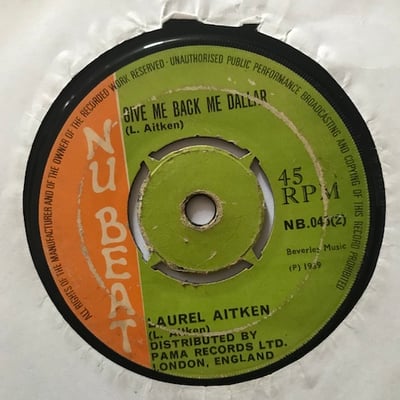 ALL RIGHTS OF THE MANUFACTURER AND OF THE OWNER OF THE RECORDED WORK RESERVED · UNAUTHORISED PUBLIC PERFORMANCE BROADCASTING AND COPYING OF THIS RECORD PROHIBITED
GIVE ME BACK ME DALLAR
(L. Aitken)
NU BEAT
45
RPM
Beverley Music
LAUREL AITKEN
(L. Aitken)
DISTRIBUTED BY
PAMA RECORDS LTD.
LONDON, ENGLAND